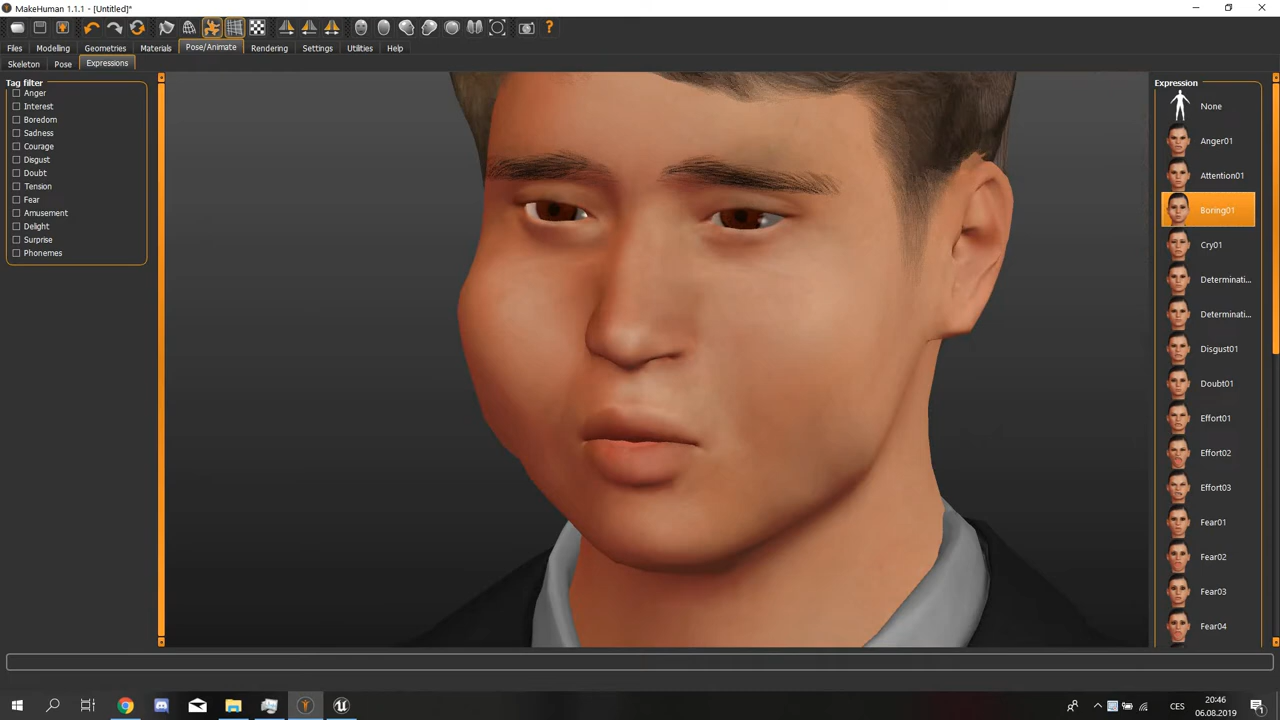 MakeHuman 1.1.1 - [Untitled]*
Files Modeling Geometries Materials Pose/Animate Rendering Settings Utilities Help
Skeleton Pose Expressions
Tag filter
Anger
Interest
Boredom
Sadness
Courage
Disgust
Doubt
Tension
Fear
Amusement
Delight
Surprise
Phonemes
Expression
None
Anger01
Attention01
Boring01
Cry01
Determinati...
Determinati...
Disgust01
Doubt01
Effort01
Effort02
Effort03
Fear01
Fear02
Fear03
Fear04
CES
20:46
06.08.2019
1